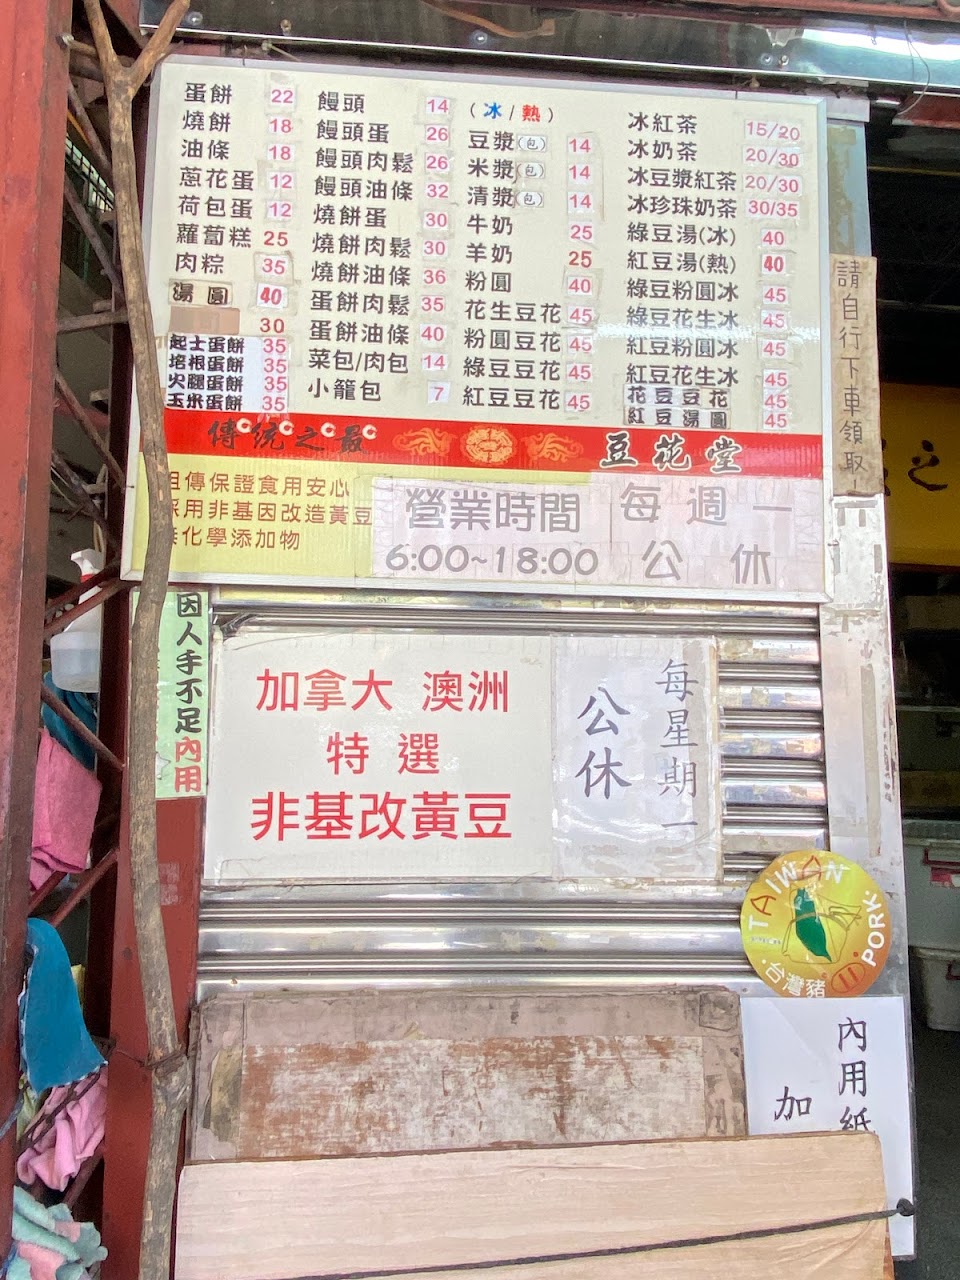 蛋餅 22
燒餅 18
油條 18
蔥花蛋 12
荷包蛋 12
蘿蔔糕 25
肉粽 35
湯圓 40
30
起士蛋餅 35
培根蛋餅 35
火腿蛋餅 35
玉米蛋餅 35
饅頭 14
饅頭蛋 26
饅頭肉鬆 26
饅頭油條 32
燒餅蛋 30
燒餅肉鬆 30
燒餅油條 36
蛋餅肉鬆 35
蛋餅油條 40
菜包/肉包 14
小籠包 7
(冰/熱)
豆漿(包) 14
米漿(包) 14
清漿(包) 14
牛奶 25
羊奶 25
粉圓 40
花生豆花 45
粉圓豆花 45
綠豆豆花 45
紅豆豆花 45
冰紅茶 15/20
冰奶茶 20/30
冰豆漿紅茶 20/30
冰珍珠奶茶 30/35
綠豆湯(冰) 40
紅豆湯(熱) 40
綠豆粉圓冰 45
綠豆花生冰 45
紅豆粉圓冰 45
紅豆花生冰 45
花豆豆花 45
紅豆湯圓 45
傳統之最
豆花堂
祖傳保證食用安心
採用非基因改造黃豆
化學添加物
營業時間
6:00~18:00
每週一
公休
請自行下車領取
因人手不足內用
加拿大 澳洲
特選
非基改黃豆
每星期一
公休
TAIWAN
PORK
台灣豬
內用紙
加
之